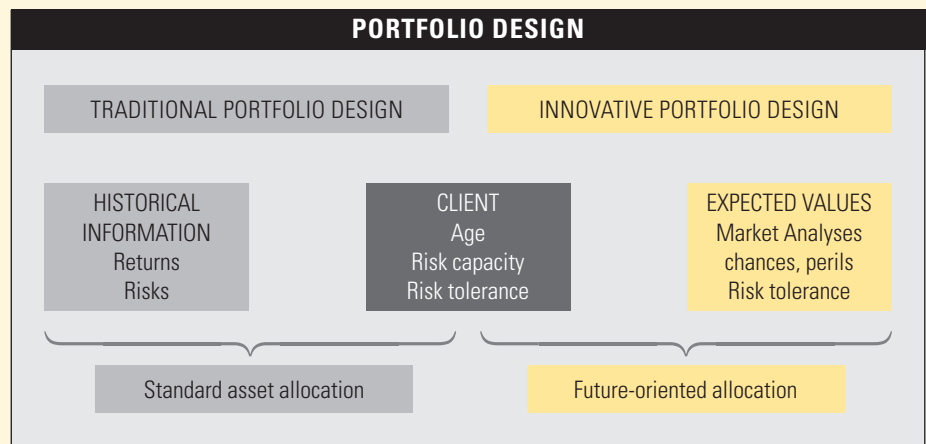 PORTFOLIO DESIGN
TRADITIONAL PORTFOLIO DESIGN
INNOVATIVE PORTFOLIO DESIGN
HISTORICAL
INFORMATION
Returns
Risks
CLIENT
Age
Risk capacity
Risk tolerance
EXPECTED VALUES
Market Analyses
chances, perils
Risk tolerance
Standard asset allocation
Future-oriented allocation